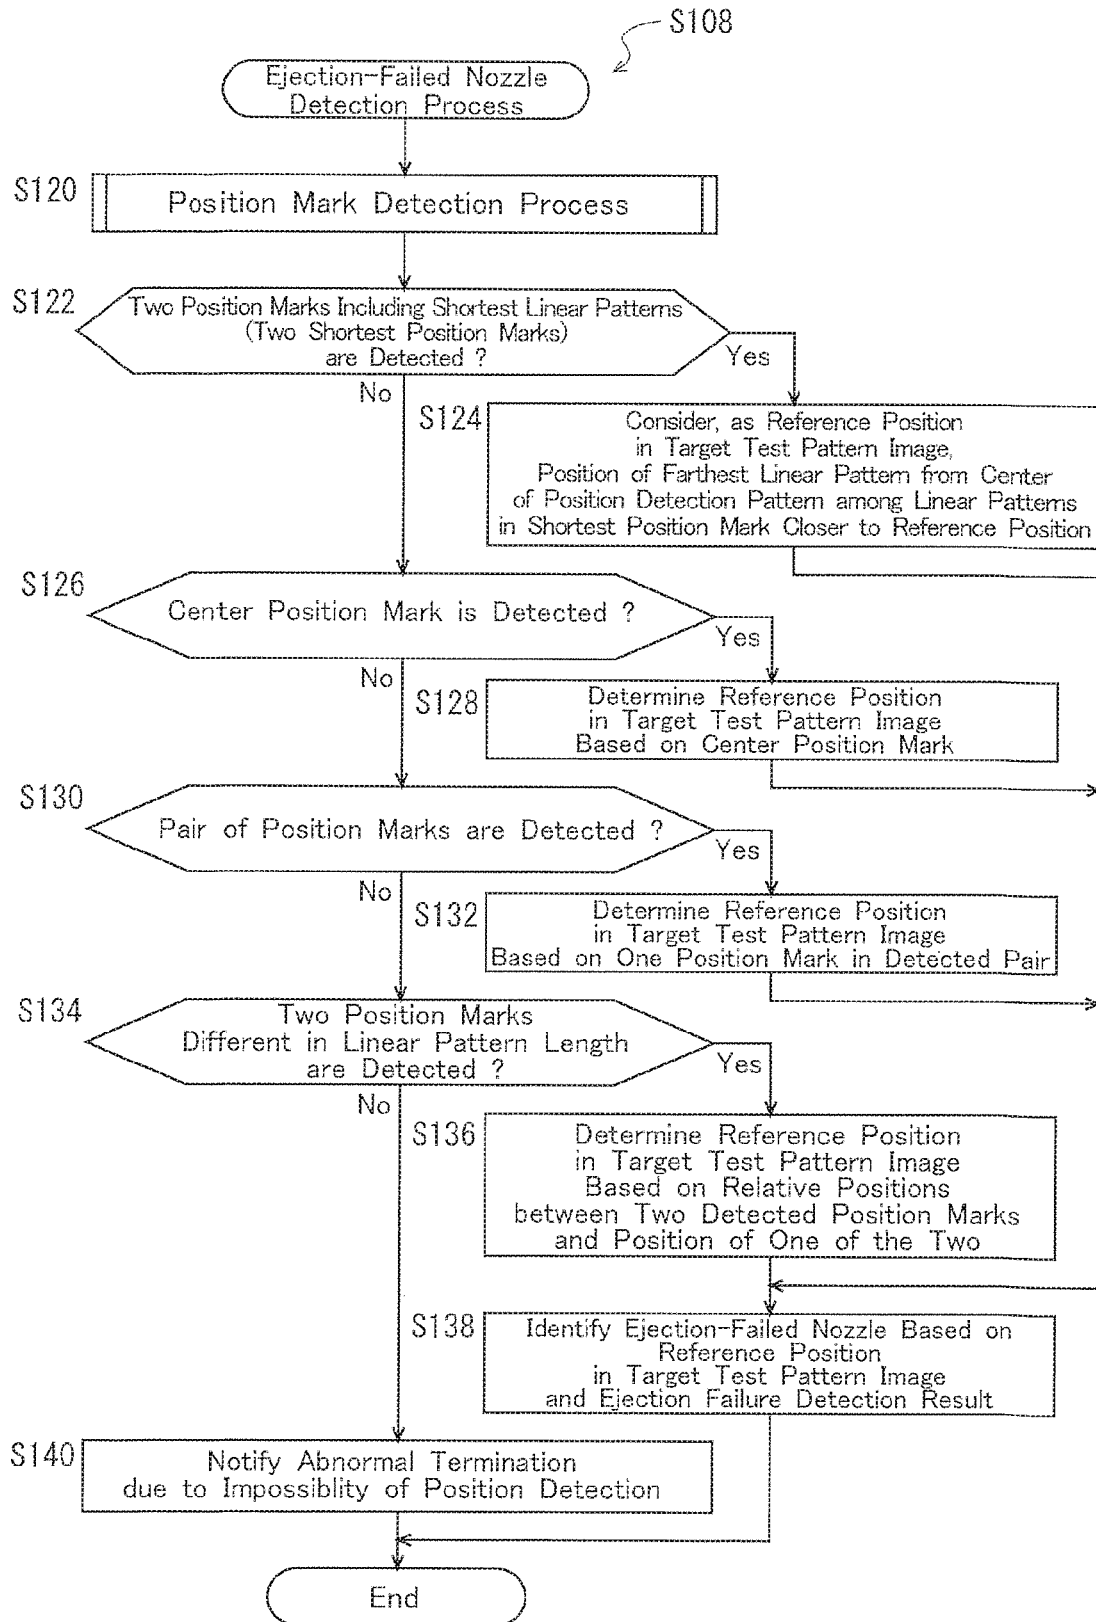 S108
Ejection-Failed Nozzle
Detection Process
S120
Position Mark Detection Process
S122
Two Position Marks Including Shortest Linear Patterns
(Two Shortest Position Marks)
are Detected ?
Yes
No
S124
Consider, as Reference Position
in Target Test Pattern Image,
Position of Farthest Linear Pattern from Center
of Position Detection Pattern among Linear Patterns
in Shortest Position Mark Closer to Reference Position
S126
Center Position Mark is Detected ?
Yes
No
S128
Determine Reference Position
in Target Test Pattern Image
Based on Center Position Mark
S130
Pair of Position Marks are Detected ?
Yes
No
S132
Determine Reference Position
in Target Test Pattern Image
Based on One Position Mark in Detected Pair
S134
Two Position Marks
Different in Linear Pattern Length
are Detected ?
Yes
No
S136
Determine Reference Position
in Target Test Pattern Image
Based on Relative Positions
between Two Detected Position Marks
and Position of One of the Two
S138
Identify Ejection-Failed Nozzle Based on
Reference Position
in Target Test Pattern Image
and Ejection Failure Detection Result
S140
Notify Abnormal Termination
due to Impossiblity of Position Detection
End